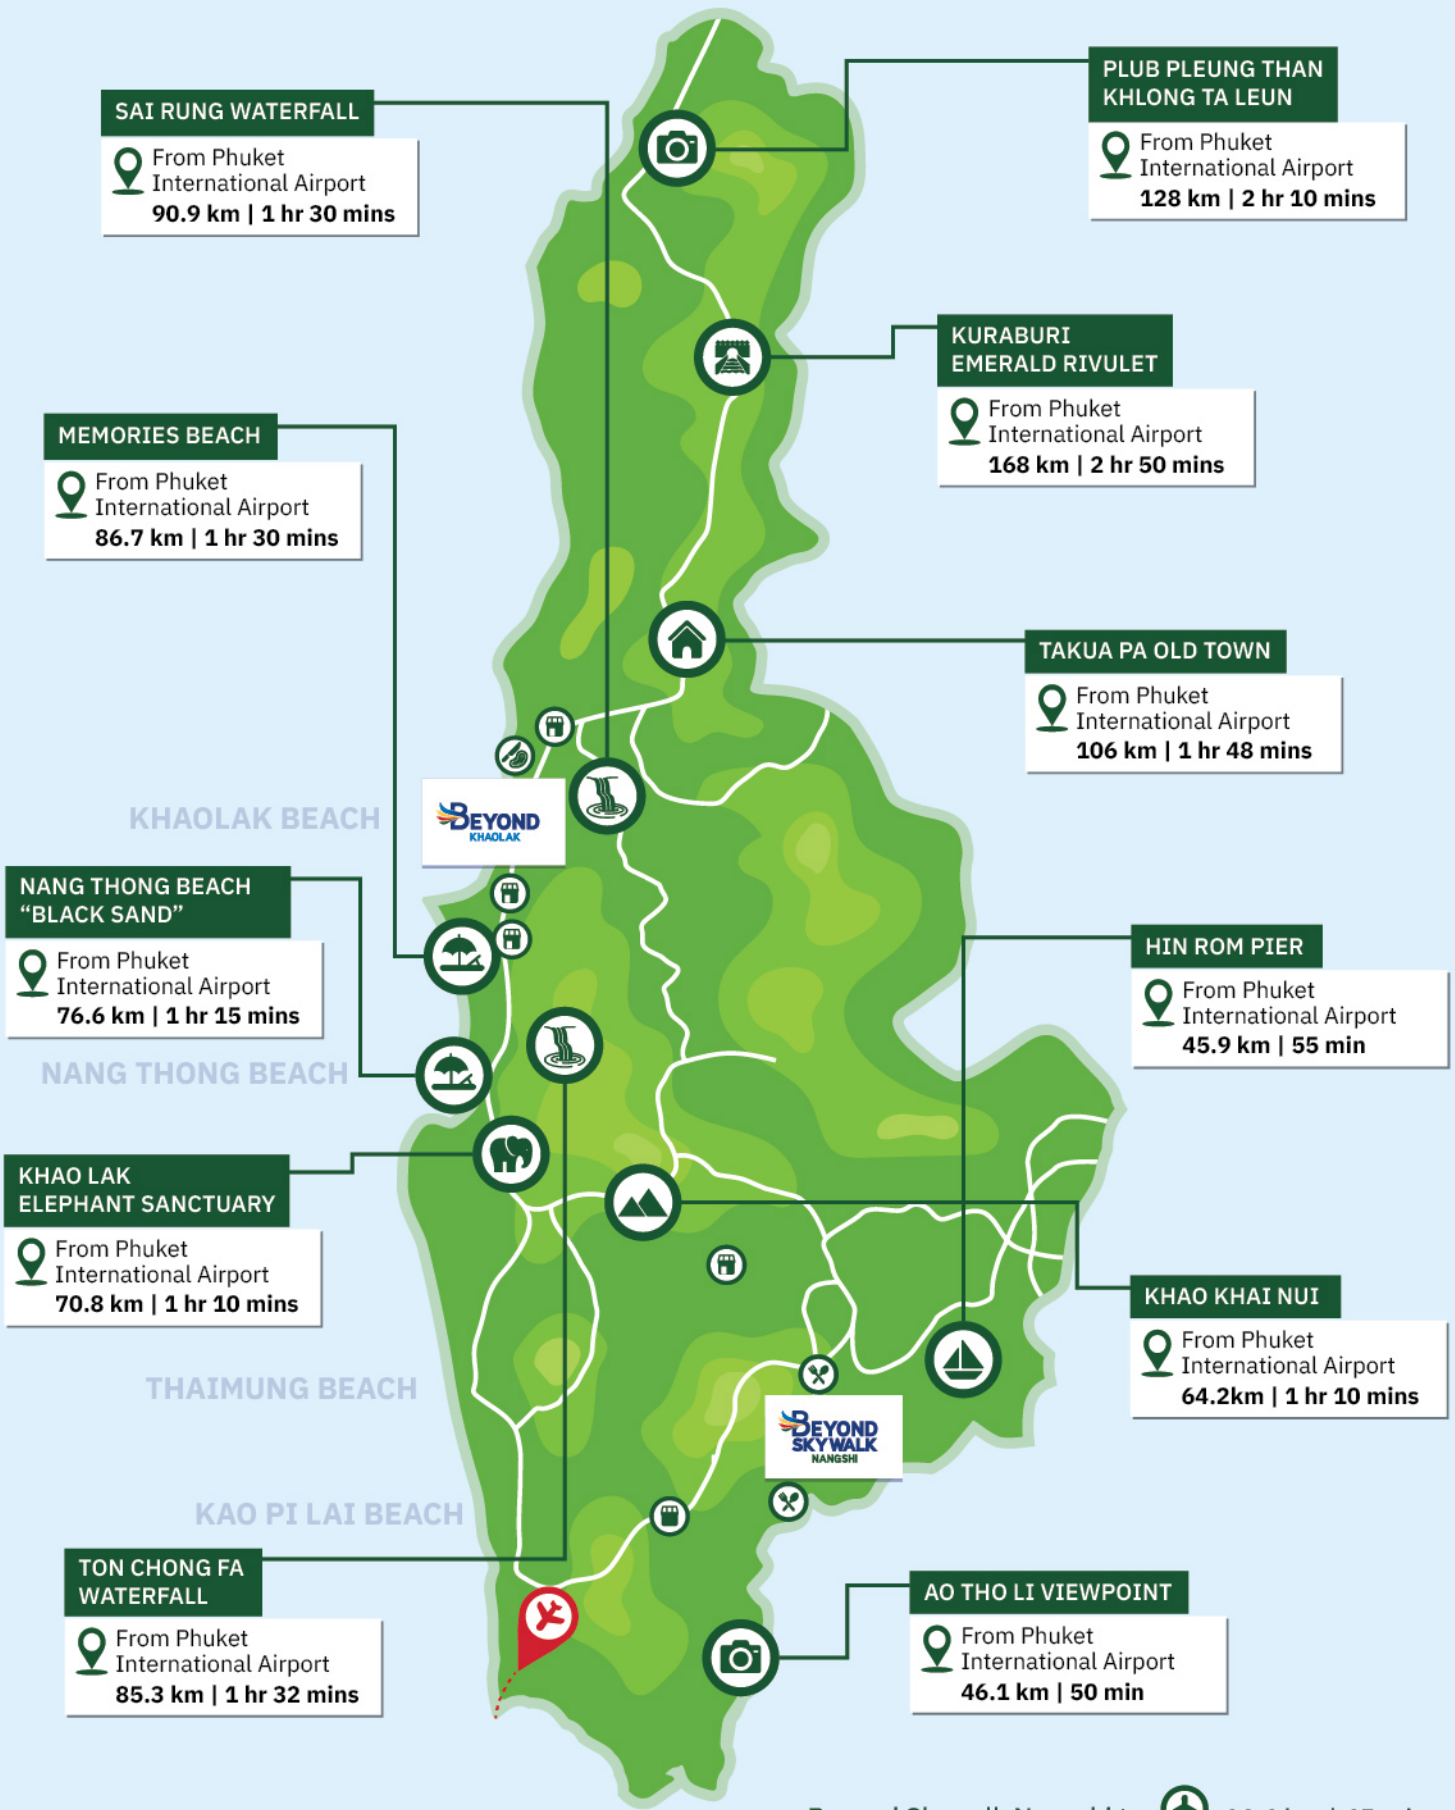 SAI RUNG WATERFALL
From Phuket
International Airport
90.9 km | 1 hr 30 mins
PLUB PLEUNG THAN
KHLONG TA LEUN
From Phuket
International Airport
128 km | 2 hr 10 mins
KURABURI
EMERALD RIVULET
From Phuket
International Airport
168 km | 2 hr 50 mins
MEMORIES BEACH
From Phuket
International Airport
86.7 km | 1 hr 30 mins
TAKUA PA OLD TOWN
From Phuket
International Airport
106 km | 1 hr 48 mins
KHAOLAK BEACH
BEYOND
KHAOLAK
NANG THONG BEACH
“BLACK SAND”
From Phuket
International Airport
76.6 km | 1 hr 15 mins
NANG THONG BEACH
HIN ROM PIER
From Phuket
International Airport
45.9 km | 55 min
KHAO LAK
ELEPHANT SANCTUARY
From Phuket
International Airport
70.8 km | 1 hr 10 mins
KHAO KHAI NUI
From Phuket
International Airport
64.2km | 1 hr 10 mins
THAIMUNG BEACH
BEYOND
SKYWALK
NANGSHI
KAO PI LAI BEACH
TON CHONG FA
WATERFALL
From Phuket
International Airport
85.3 km | 1 hr 32 mins
AO THO LI VIEWPOINT
From Phuket
International Airport
46.1 km | 50 min